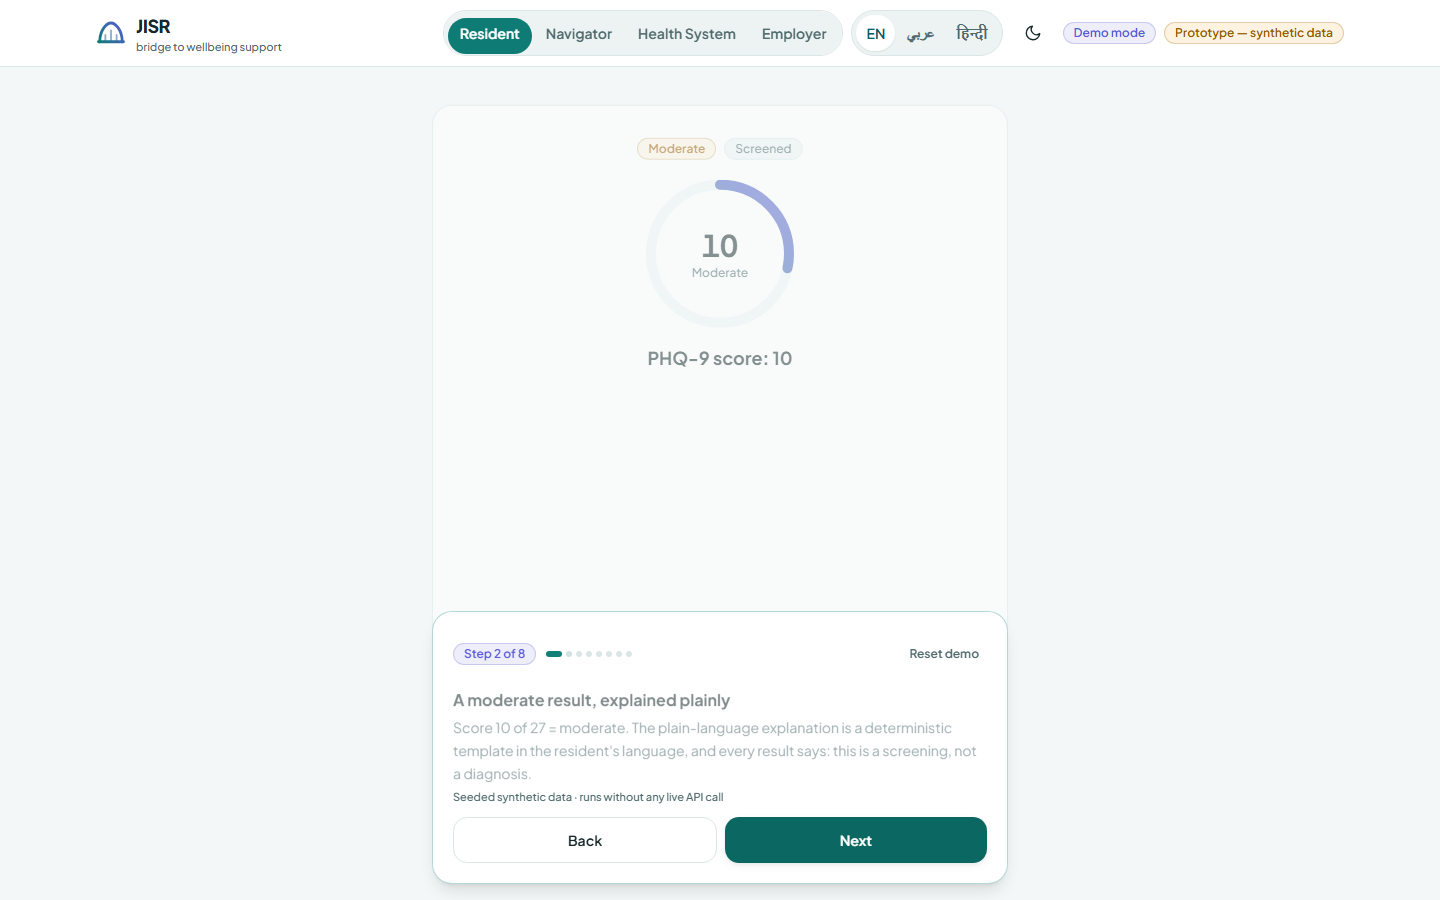 JISR
bridge to wellbeing support
Resident
Navigator
Health System
Employer
EN
عربي
हिन्दी
Demo mode
Prototype — synthetic data
Moderate
Screened
10
Moderate
PHQ-9 score: 10
Step 2 of 8
Reset demo
A moderate result, explained plainly
Score 10 of 27 = moderate. The plain-language explanation is a deterministic
template in the resident's language, and every result says: this is a screening, not
a diagnosis.
Seeded synthetic data · runs without any live API call
Back
Next